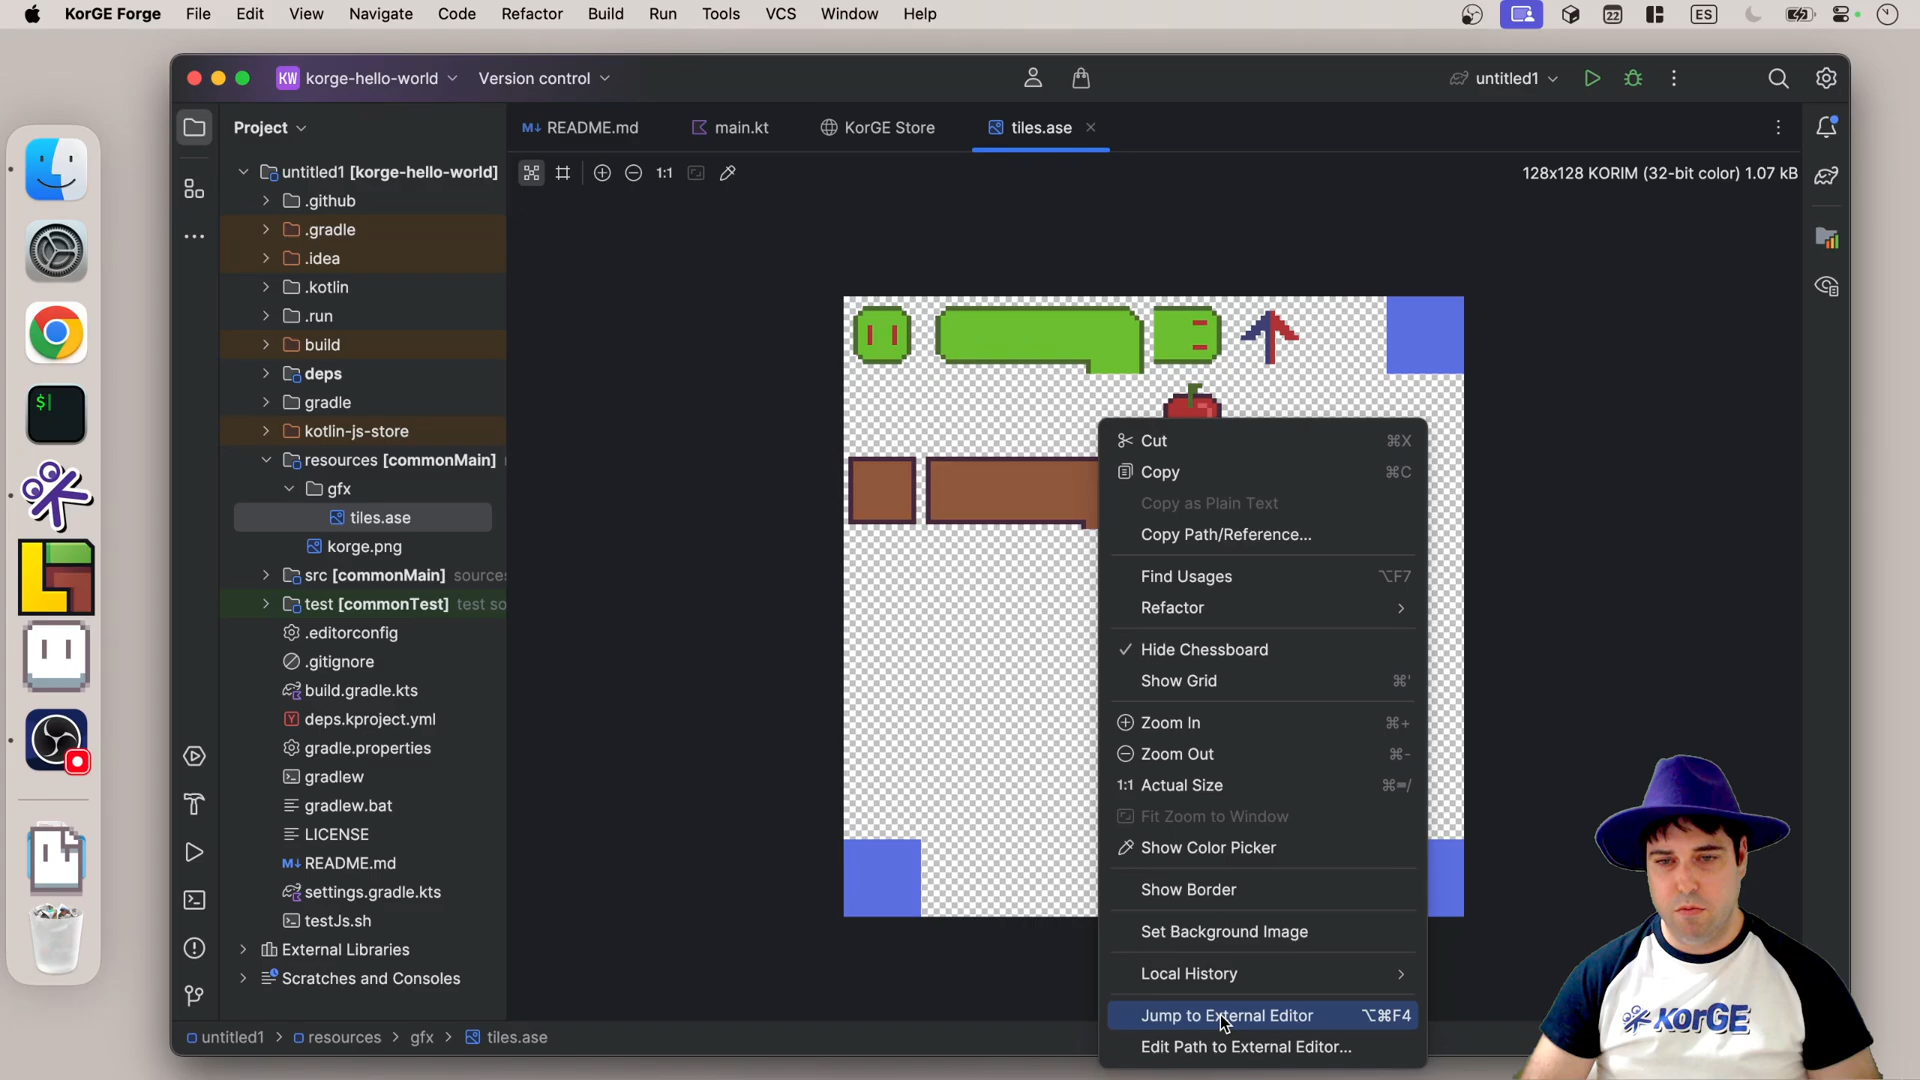 KorGE Forge File Edit View Navigate Code Refactor Build Run Tools VCS Window Help 22 ES
KW korge-hello-world Version control untitled1
Project README.md main.kt KorGE Store tiles.ase
1:1 128x128 KORIM (32-bit color) 1.07 kB
untitled1 [korge-hello-world]
.github
.gradle
.idea
.kotlin
.run
build
deps
gradle
kotlin-js-store
resources [commonMain]
gfx
tiles.ase
korge.png
src [commonMain] sources
test [commonTest] test so
.editorconfig
.gitignore
build.gradle.kts
deps.kproject.yml
gradle.properties
gradlew
gradlew.bat
LICENSE
README.md
settings.gradle.kts
testJs.sh
External Libraries
Scratches and Consoles
Cut ⌘X
Copy ⌘C
Copy as Plain Text
Copy Path/Reference...
Find Usages ⌥F7
Refactor
Hide Chessboard
Show Grid ⌘'
Zoom In ⌘+
Zoom Out ⌘-
1:1 Actual Size ⌘=/
Fit Zoom to Window
Show Color Picker
Show Border
Set Background Image
Local History
Jump to External Editor ⌥⌘F4
Edit Path to External Editor...
untitled1 > resources > gfx > tiles.ase
KorGE